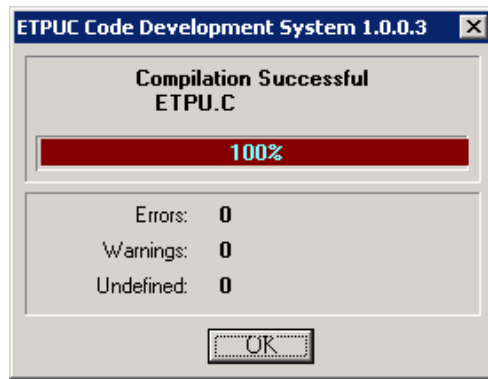 ETPUC Code Development System 1.0.0.3
Compilation Successful
ETPU.C
100%
Errors: 0
Warnings: 0
Undefined: 0
OK